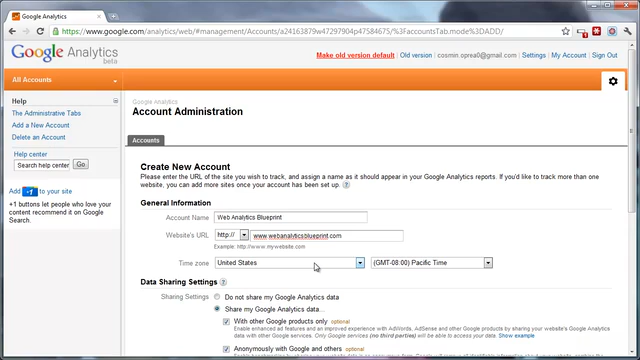 Google Analytics
https://www.google.com/analytics/web/#management/Accounts/a24163879w47297904p47584675/%3FaccountsTab.mode%3DADD/
Google Analytics
beta
Make old version default | Old version | cosmin.oprea0@gmail.com | Settings | My Account | Sign Out
All Accounts
Help
The Administrative Tabs
Add a New Account
Delete an Account
Help center
Search help center Go
Add +1 to your site
+1 buttons let people who love your
content recommend it on Google
Search.
Google Analytics
Account Administration
Accounts
Create New Account
Please enter the URL of the site you wish to track, and assign a name as it should appear in your Google Analytics reports. If you'd like to track more than one
website, you can add more sites once your account has been set up. ?
General Information
Account Name Web Analytics Blueprint
Website's URL http:// www.webanalyticsblueprint.com
Example: http://www.mywebsite.com
Time zone United States (GMT-08:00) Pacific Time
Data Sharing Settings ?
Sharing Settings Do not share my Google Analytics data
Share my Google Analytics data...
With other Google products only optional
Enable enhanced ad features and an improved experience with AdWords, AdSense and other Google products by sharing your website's Google Analytics
data with other Google services. Only Google services (no third parties) will be able to access your data. Show example
Anonymously with Google and others optional